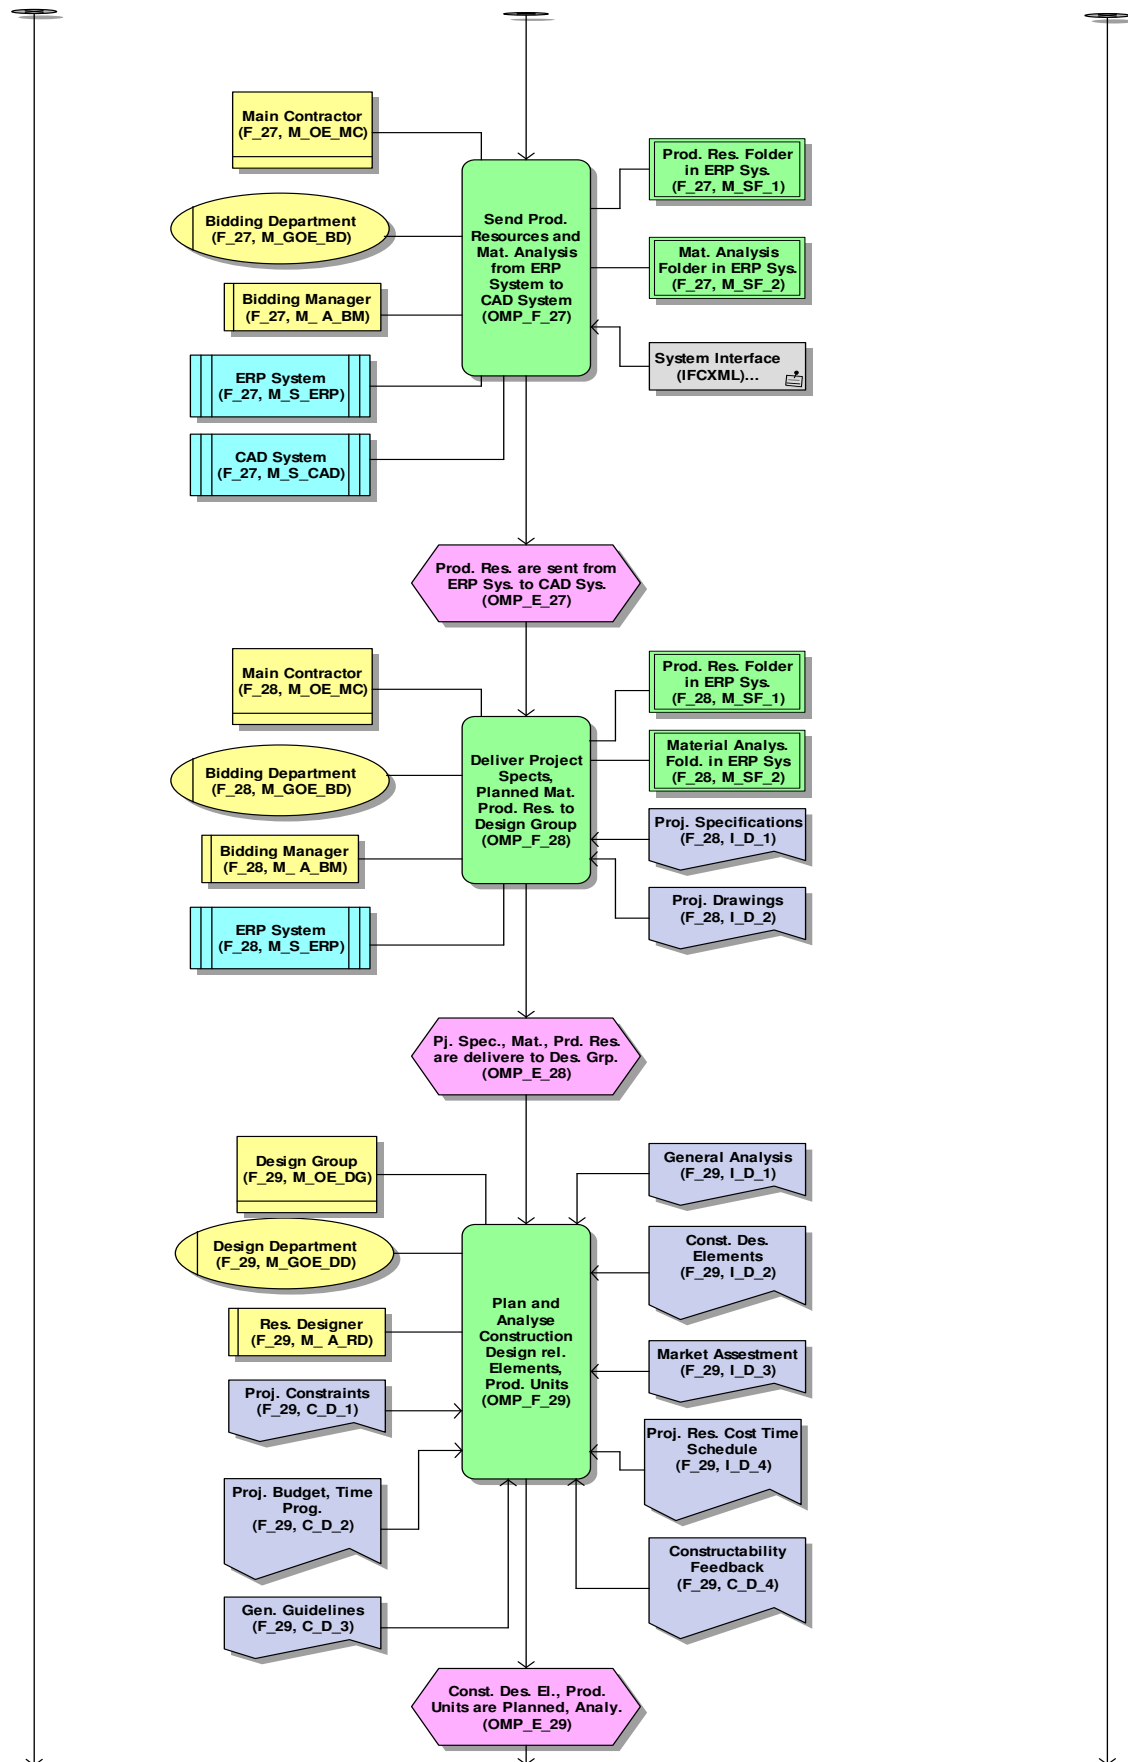 Main Contractor
(F_27, M_OE_MC)
Bidding Department
(F_27, M_GOE_BD)
Bidding Manager
(F_27, M_ A_BM)
ERP System
(F_27, M_S_ERP)
CAD System
(F_27, M_S_CAD)
Send Prod.
Resources and
Mat. Analysis
from ERP
System to
CAD System
(OMP_F_27)
Prod. Res. Folder
in ERP Sys.
(F_27, M_SF_1)
Mat. Analysis
Folder in ERP Sys.
(F_27, M_SF_2)
System Interface
(IFCXML)...
Prod. Res. are sent from
ERP Sys. to CAD Sys.
(OMP_E_27)
Main Contractor
(F_28, M_OE_MC)
Bidding Department
(F_28, M_GOE_BD)
Bidding Manager
(F_28, M_ A_BM)
ERP System
(F_28, M_S_ERP)
Deliver Project
Spects,
Planned Mat.
Prod. Res. to
Design Group
(OMP_F_28)
Prod. Res. Folder
in ERP Sys.
(F_28, M_SF_1)
Material Analys.
Fold. in ERP Sys
(F_28, M_SF_2)
Proj. Specifications
(F_28, I_D_1)
Proj. Drawings
(F_28, I_D_2)
Pj. Spec., Mat., Prd. Res.
are delivere to Des. Grp.
(OMP_E_28)
Design Group
(F_29, M_OE_DG)
Design Department
(F_29, M_GOE_DD)
Res. Designer
(F_29, M_ A_RD)
Proj. Constraints
(F_29, C_D_1)
Proj. Budget, Time
Prog.
(F_29, C_D_2)
Gen. Guidelines
(F_29, C_D_3)
Plan and
Analyse
Construction
Design rel.
Elements,
Prod. Units
(OMP_F_29)
General Analysis
(F_29, I_D_1)
Const. Des.
Elements
(F_29, I_D_2)
Market Assestment
(F_29, I_D_3)
Proj. Res. Cost Time
Schedule
(F_29, I_D_4)
Constructability
Feedback
(F_29, C_D_4)
Const. Des. El., Prod.
Units are Planned, Analy.
(OMP_E_29)